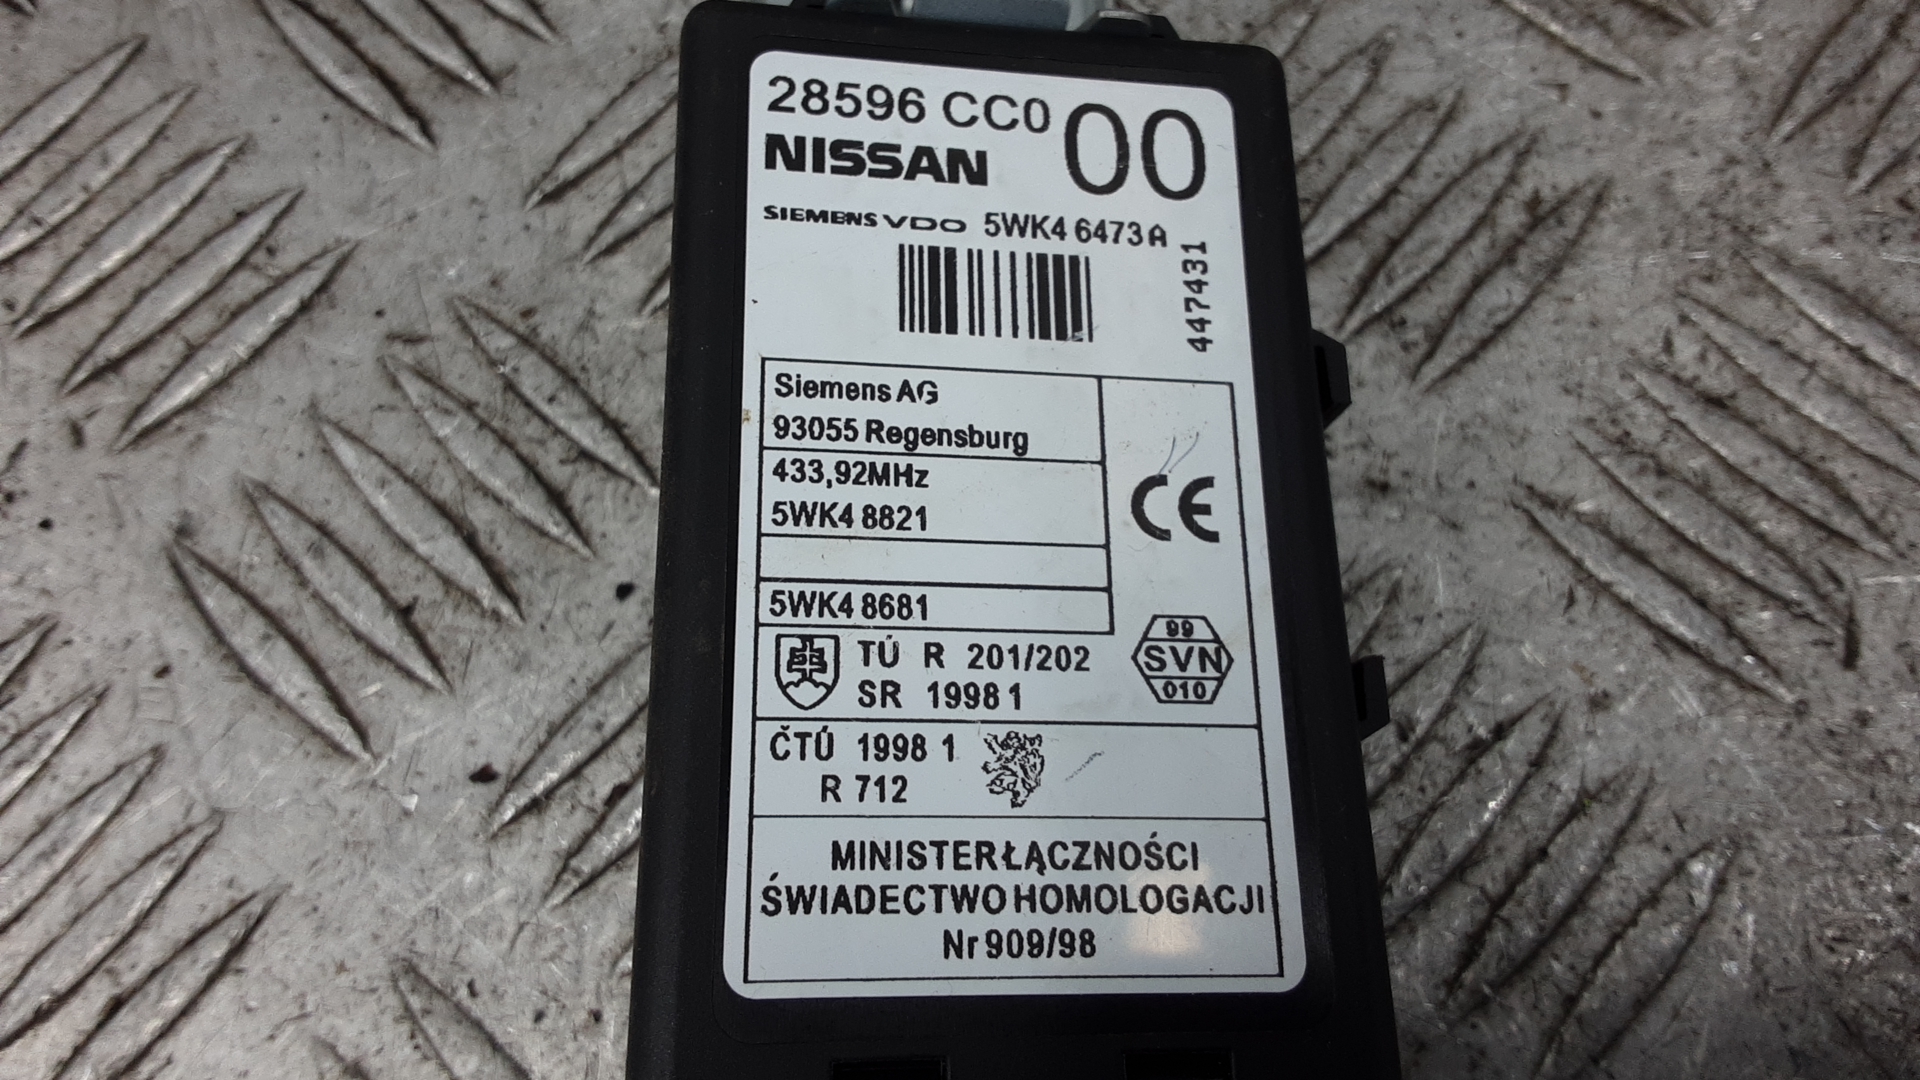 28596 CC0 00
NISSAN
SIEMENS VDO 5WK4 6473A
447431
Siemens AG
93055 Regensburg
433,92MHz
5WK4 8821
5WK4 8681
CE
TÚ R 201/202
SR 1998 1
99
SVN
010
ČTÚ 1998 1
R 712
MINISTER ŁĄCZNOŚCI
ŚWIADECTWO HOMOLOGACJI
Nr 909/98